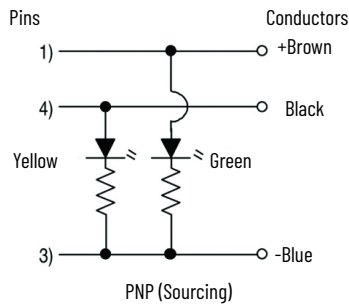 Pins Conductors
1) +Brown
4) Black
Yellow Green
3) -Blue
PNP (Sourcing)